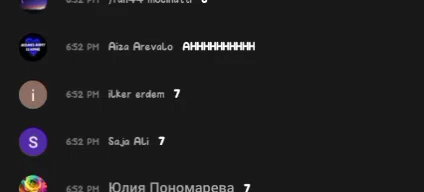 6:52 PM Aiza Arevalo AHHHHHHHHHH
6:52 PM ilker erdem 7
i
6:52 PM Saja Ali 7
S
6:52 PM Юлия Пономарева 7